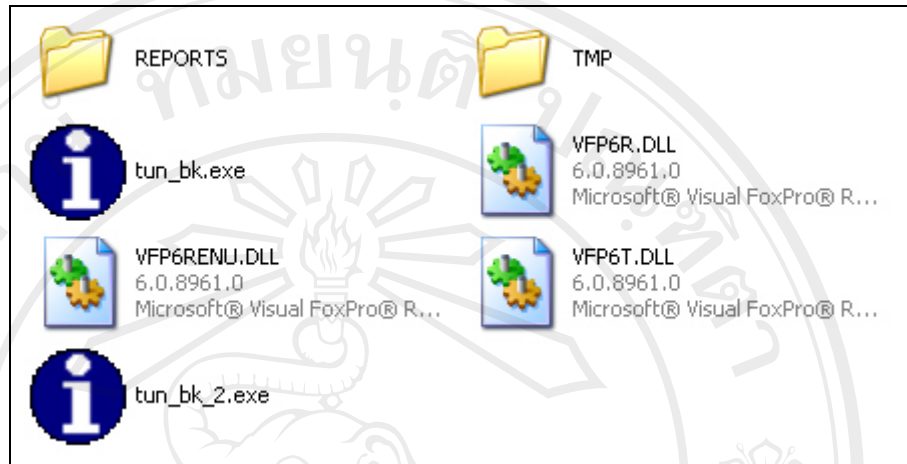 REPORTS
TMP
tun_bk.exe
VFP6R.DLL
6.0.8961.0
Microsoft® Visual FoxPro® R...
VFP6RENU.DLL
6.0.8961.0
Microsoft® Visual FoxPro® R...
VFP6T.DLL
6.0.8961.0
Microsoft® Visual FoxPro® R...
tun_bk_2.exe